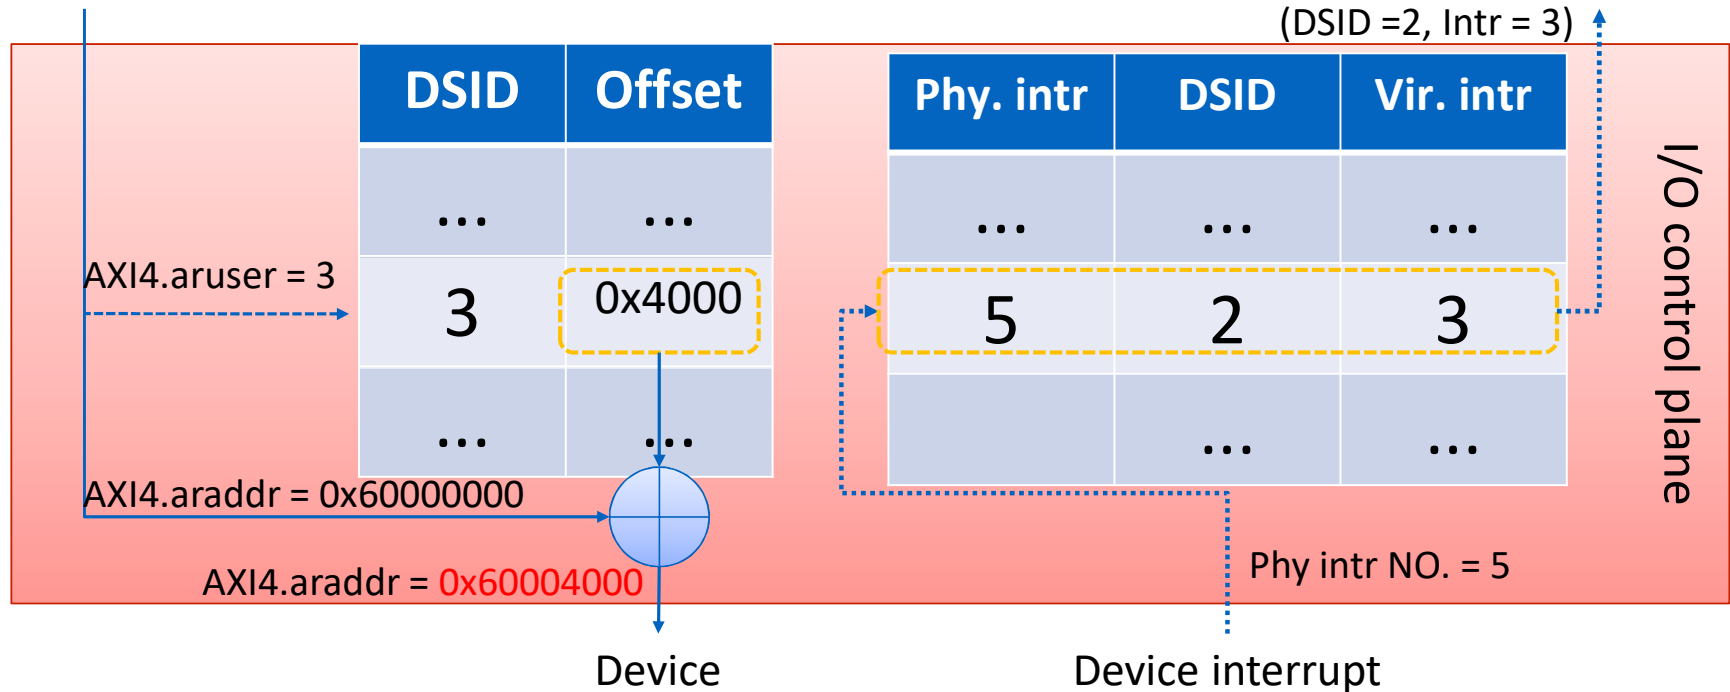 (DSID =2, Intr = 3)
DSID Offset
... ...
AXI4.aruser = 3
3 0x4000
... ...
AXI4.araddr = 0x60000000
AXI4.araddr = 0x60004000
Device
Phy. intr DSID Vir. intr
... ... ...
5 2 3
... ...
Phy intr NO. = 5
Device interrupt
I/O control plane